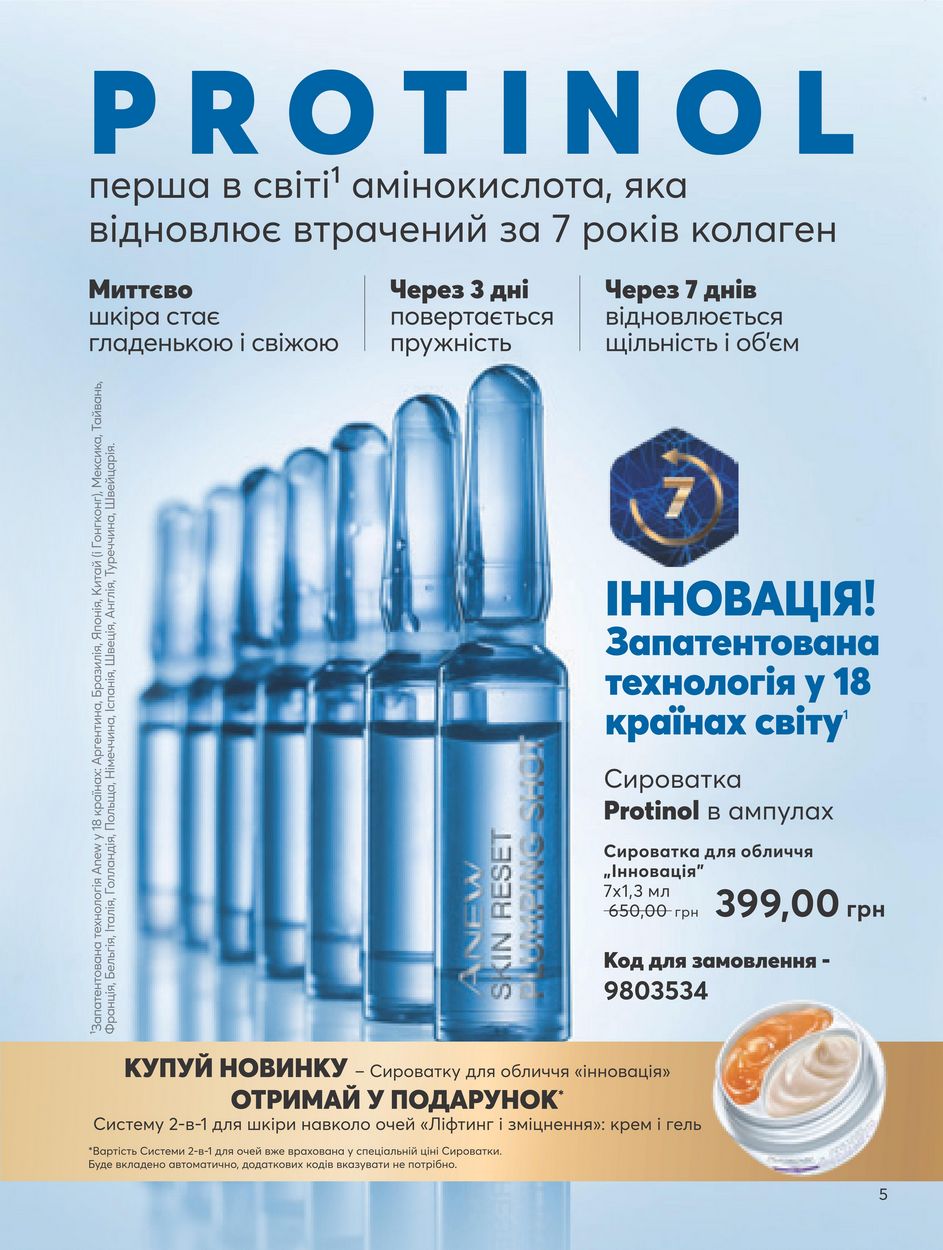 PROTINOL
перша в світі¹ амінокислота, яка
відновлює втрачений за 7 років колаген
Миттєво
шкіра стає
гладенькою і свіжою
Через 3 дні
повертається
пружність
Через 7 днів
відновлюється
щільність і об’єм
¹Запатентована технологія Anew у 18 країнах: Аргентина, Бразилія, Японія, Китай (і Гонгконг), Мексика, Тайвань,
Франція, Бельгія, Італія, Голландія, Польща, Німеччина, Іспанія, Швеція, Англія, Туреччина, Швейцарія.
7
ІННОВАЦІЯ!
Запатентована
технологія у 18
країнах світу¹
Сироватка
Protinol в ампулах
Сироватка для обличчя
„Інновація”
7х1,3 мл
650,00 грн 399,00 грн
Код для замовлення -
9803534
ANEW
SKIN RESET
PLUMPING SHOT
КУПУЙ НОВИНКУ – Сироватку для обличчя «інновація»
ОТРИМАЙ У ПОДАРУНОК*
Систему 2-в-1 для шкіри навколо очей «Ліфтинг і зміцнення»: крем і гель
*Вартість Системи 2-в-1 для очей вже врахована у спеціальній ціні Сироватки.
Буде вкладено автоматично, додаткових кодів вказувати не потрібно.
5